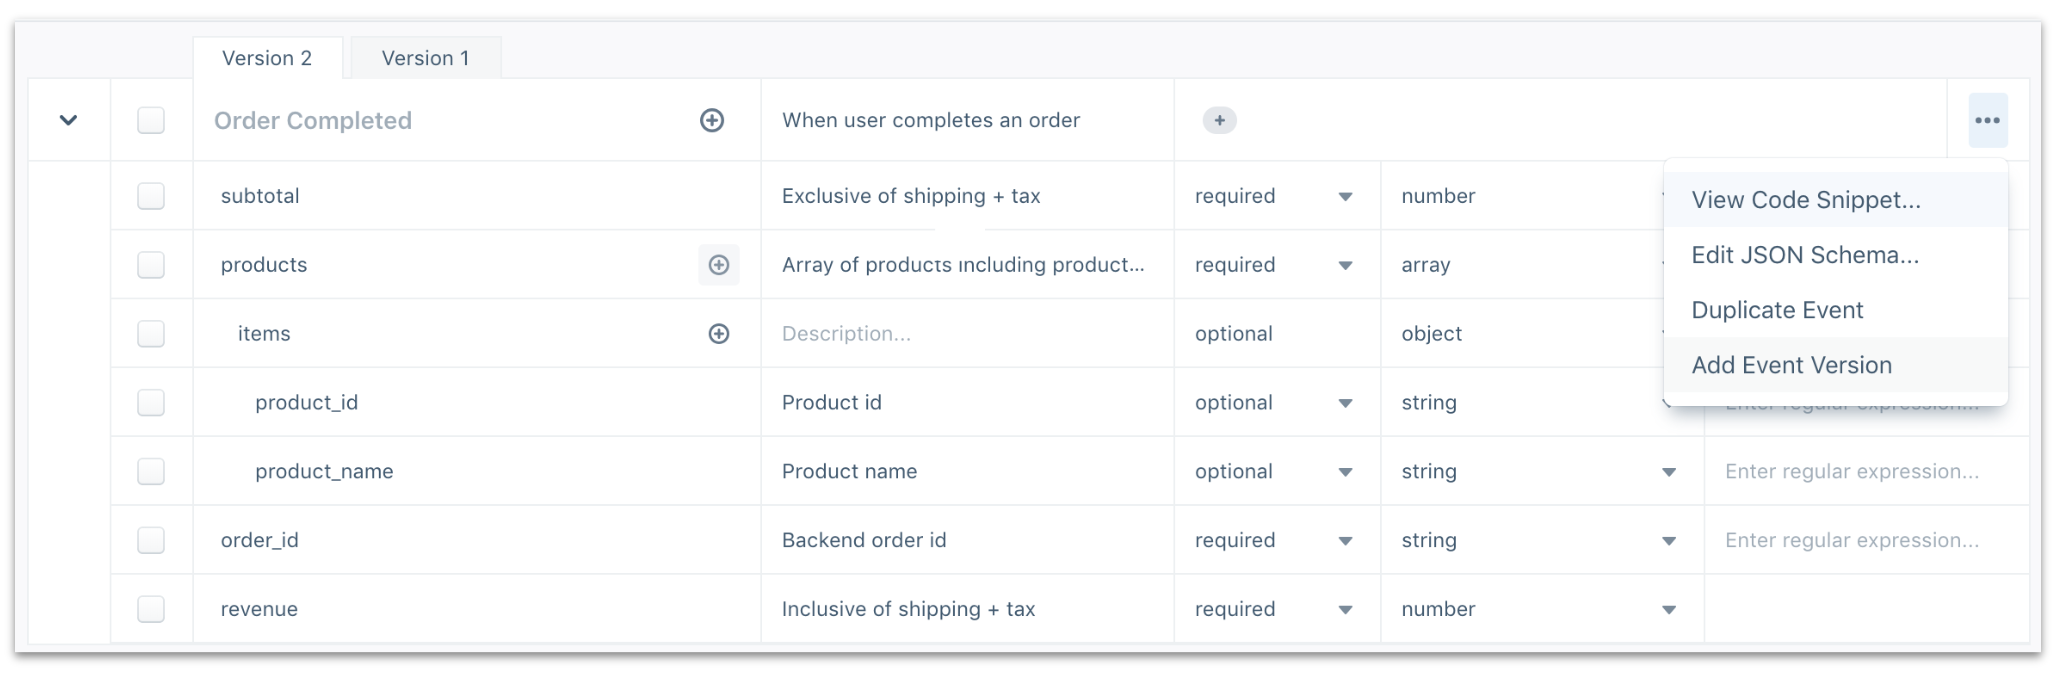 Version 2 Version 1
Order Completed When user completes an order
subtotal Exclusive of shipping + tax required number
View Code Snippet...
products Array of products including product... required array
Edit JSON Schema...
Duplicate Event
items Description... optional object
Add Event Version
product_id Product id optional string Enter regular expression...
product_name Product name optional string Enter regular expression...
order_id Backend order id required string Enter regular expression...
revenue Inclusive of shipping + tax required number